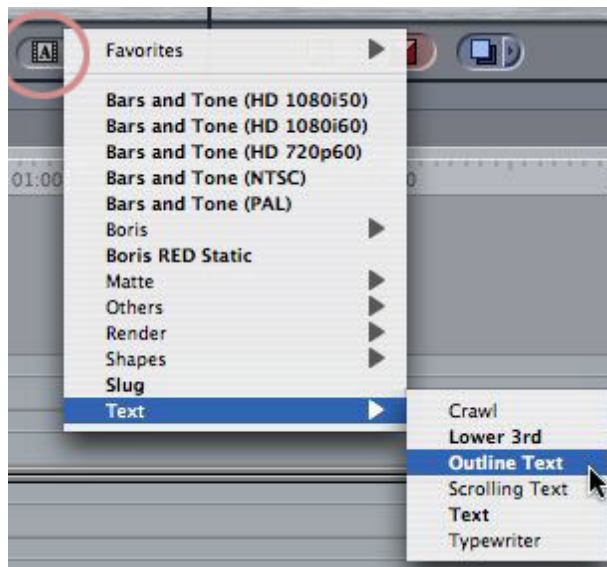 A
Favorites
Bars and Tone (HD 1080i50)
Bars and Tone (HD 1080i60)
Bars and Tone (HD 720p60)
Bars and Tone (NTSC)
Bars and Tone (PAL)
Boris
Boris RED Static
Matte
Others
Render
Shapes
Slug
Text
01:00
0
Crawl
Lower 3rd
Outline Text
Scrolling Text
Text
Typewriter